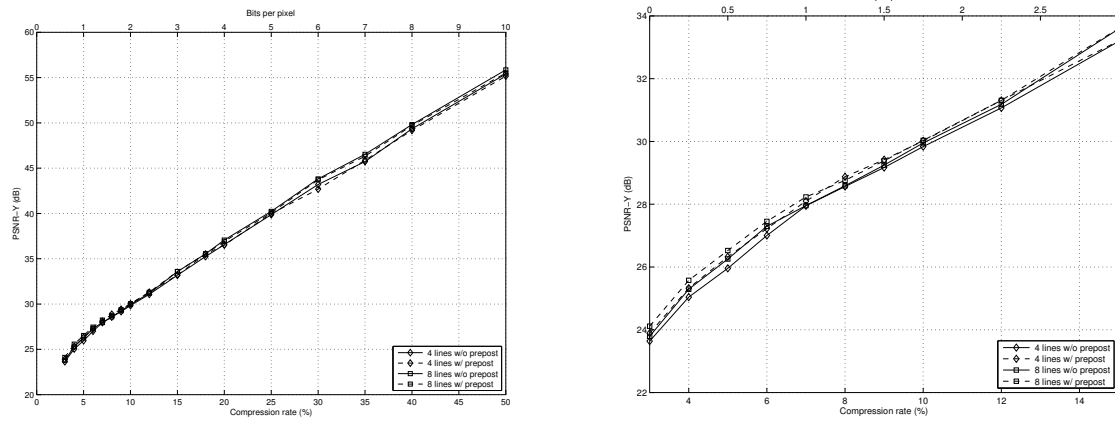 Bits per pixel
0 1 2 3 4 5 6 7 8 9 10
60
55
50
45
40
35
30
25
20
PSNR-Y (dB)
4 lines w/o prepost
4 lines w/ prepost
8 lines w/o prepost
8 lines w/ prepost
0 5 10 15 20 25 30 35 40 45 50
Compression rate (%)
0 0.5 1 1.5 2 2.5
34
32
30
28
26
24
22
PSNR-Y (dB)
4 lines w/o prepost
4 lines w/ prepost
8 lines w/o prepost
8 lines w/ prepost
4 6 8 10 12 14
Compression rate (%)